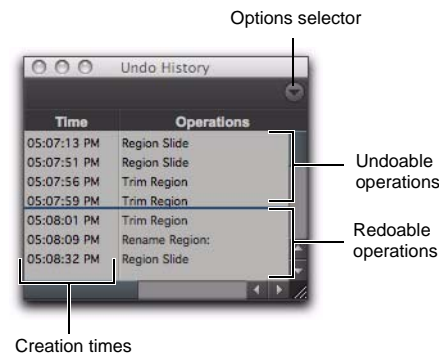 Options selector
Undo History
Time Operations
05:07:13 PM Region Slide
05:07:51 PM Region Slide
05:07:56 PM Trim Region
05:07:59 PM Trim Region
05:08:01 PM Trim Region
05:08:09 PM Rename Region:
05:08:32 PM Region Slide
Undoable
operations
Redoable
operations
Creation times